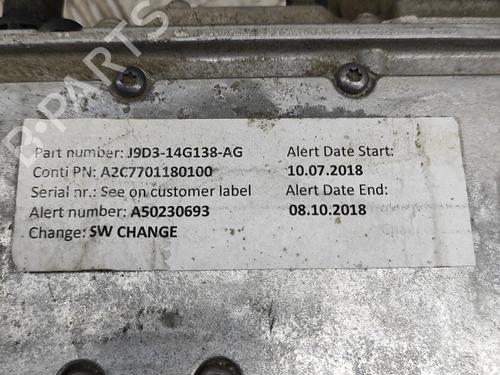 B-PARTS
Part number: J9D3-14G138-AG
Conti PN: A2C7701180100
Serial nr.: See on customer label
Alert number: A50230693
Change: SW CHANGE
Alert Date Start:
10.07.2018
Alert Date End:
08.10.2018